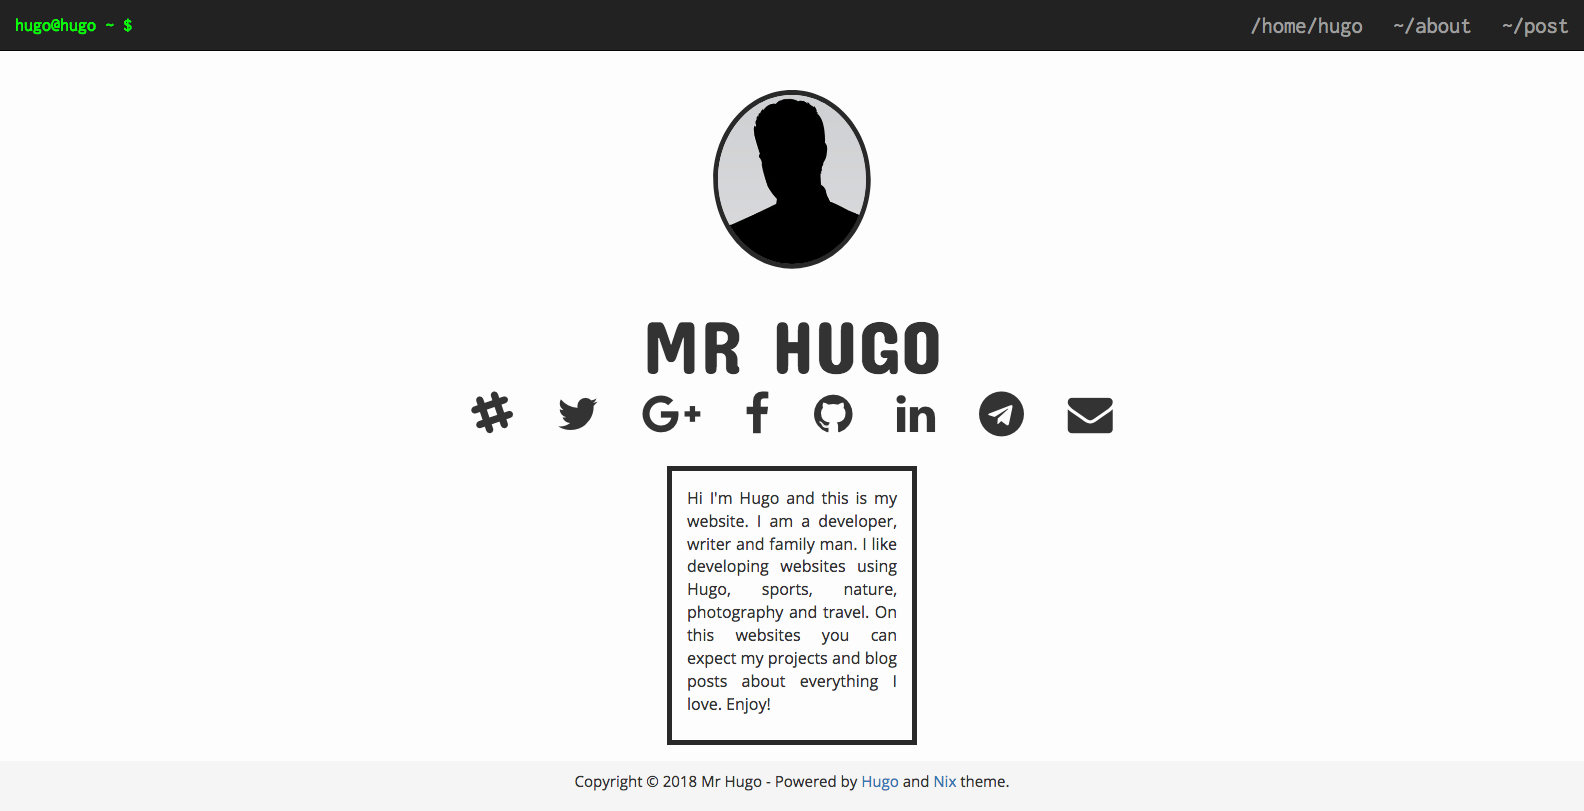 hugo@hugo ~ $
/home/hugo ~/about ~/post
MR HUGO
Hi I'm Hugo and this is my
website. I am a developer,
writer and family man. I like
developing websites using
Hugo, sports, nature,
photography and travel. On
this websites you can
expect my projects and blog
posts about everything I
love. Enjoy!
Copyright © 2018 Mr Hugo - Powered by Hugo and Nix theme.